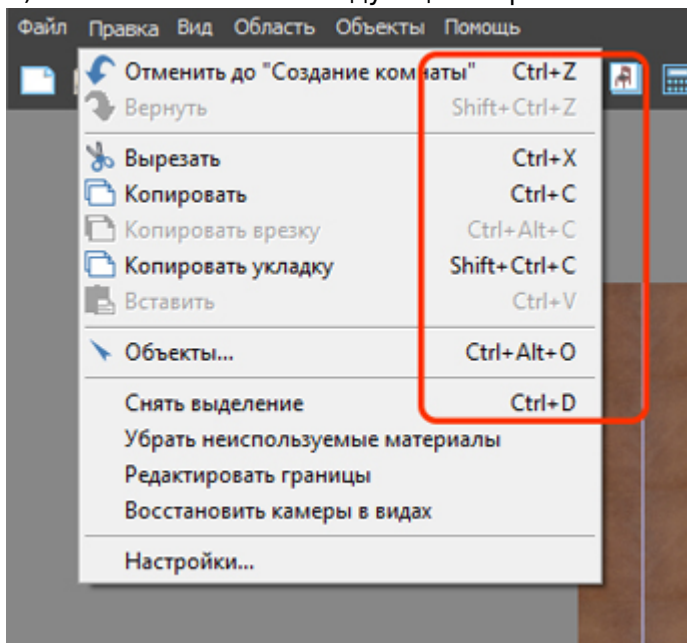 Файл Правка Вид Область Объекты Помощь
Отменить до "Создание комнаты" Ctrl+Z
Вернуть Shift+Ctrl+Z
Вырезать Ctrl+X
Копировать Ctrl+C
Копировать врезку Ctrl+Alt+C
Копировать укладку Shift+Ctrl+C
Вставить Ctrl+V
Объекты... Ctrl+Alt+O
Снять выделение Ctrl+D
Убрать неиспользуемые материалы
Редактировать границы
Восстановить камеры в видах
Настройки...